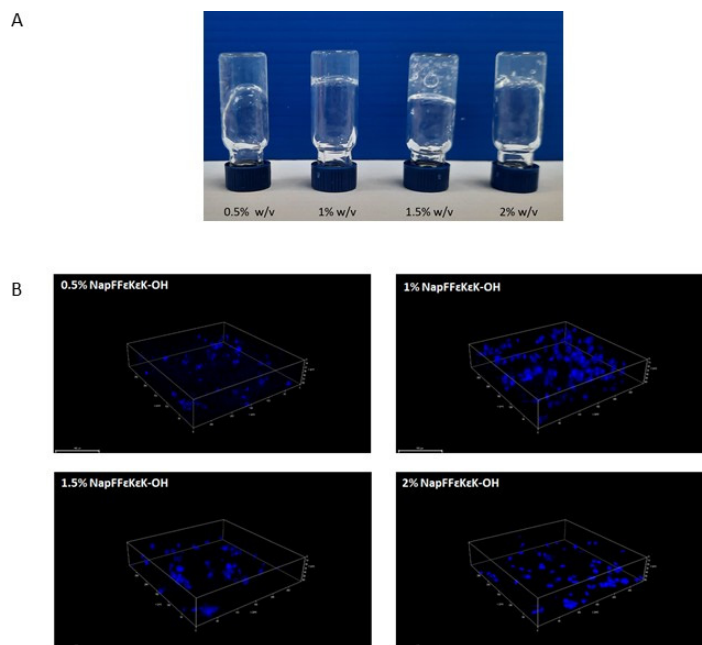 A
0.5% w/v 1% w/v 1.5% w/v 2% w/v
B
0.5% NapFFεKεK-OH
1% NapFFεKεK-OH
1.5% NapFFεKεK-OH
2% NapFFεKεK-OH